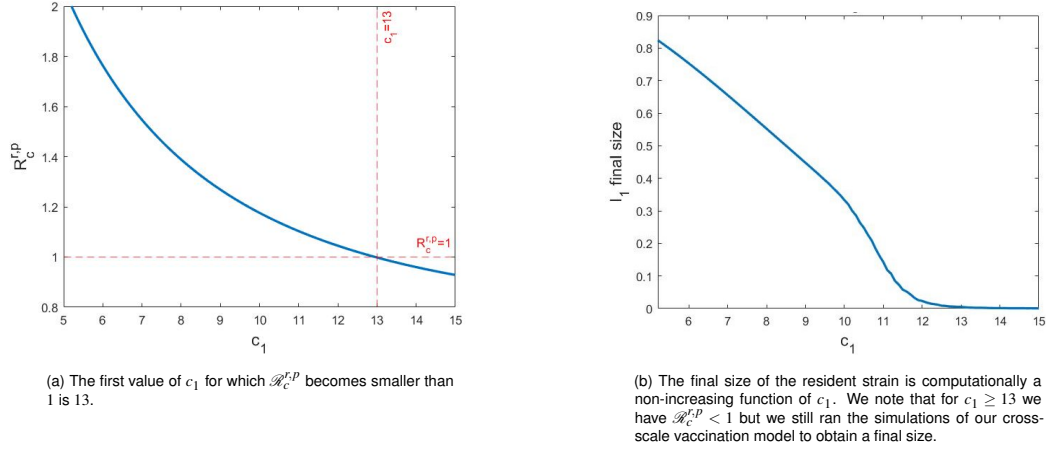 2
1.8
1.6
1.4
1.2
1
0.8
R_c^{r,p}
c_1=13
R_c^{r,p}=1
5 6 7 8 9 10 11 12 13 14 15
c_1
(a) The first value of c_1 for which ℛ_c^{r,p} becomes smaller than
1 is 13.
0.9
0.8
0.7
0.6
0.5
0.4
0.3
0.2
0.1
0
I_1 final size
6 7 8 9 10 11 12 13 14 15
c_1
(b) The final size of the resident strain is computationally a
non-increasing function of c_1. We note that for c_1 ≥ 13 we
have ℛ_c^{r,p} < 1 but we still ran the simulations of our cross-
scale vaccination model to obtain a final size.